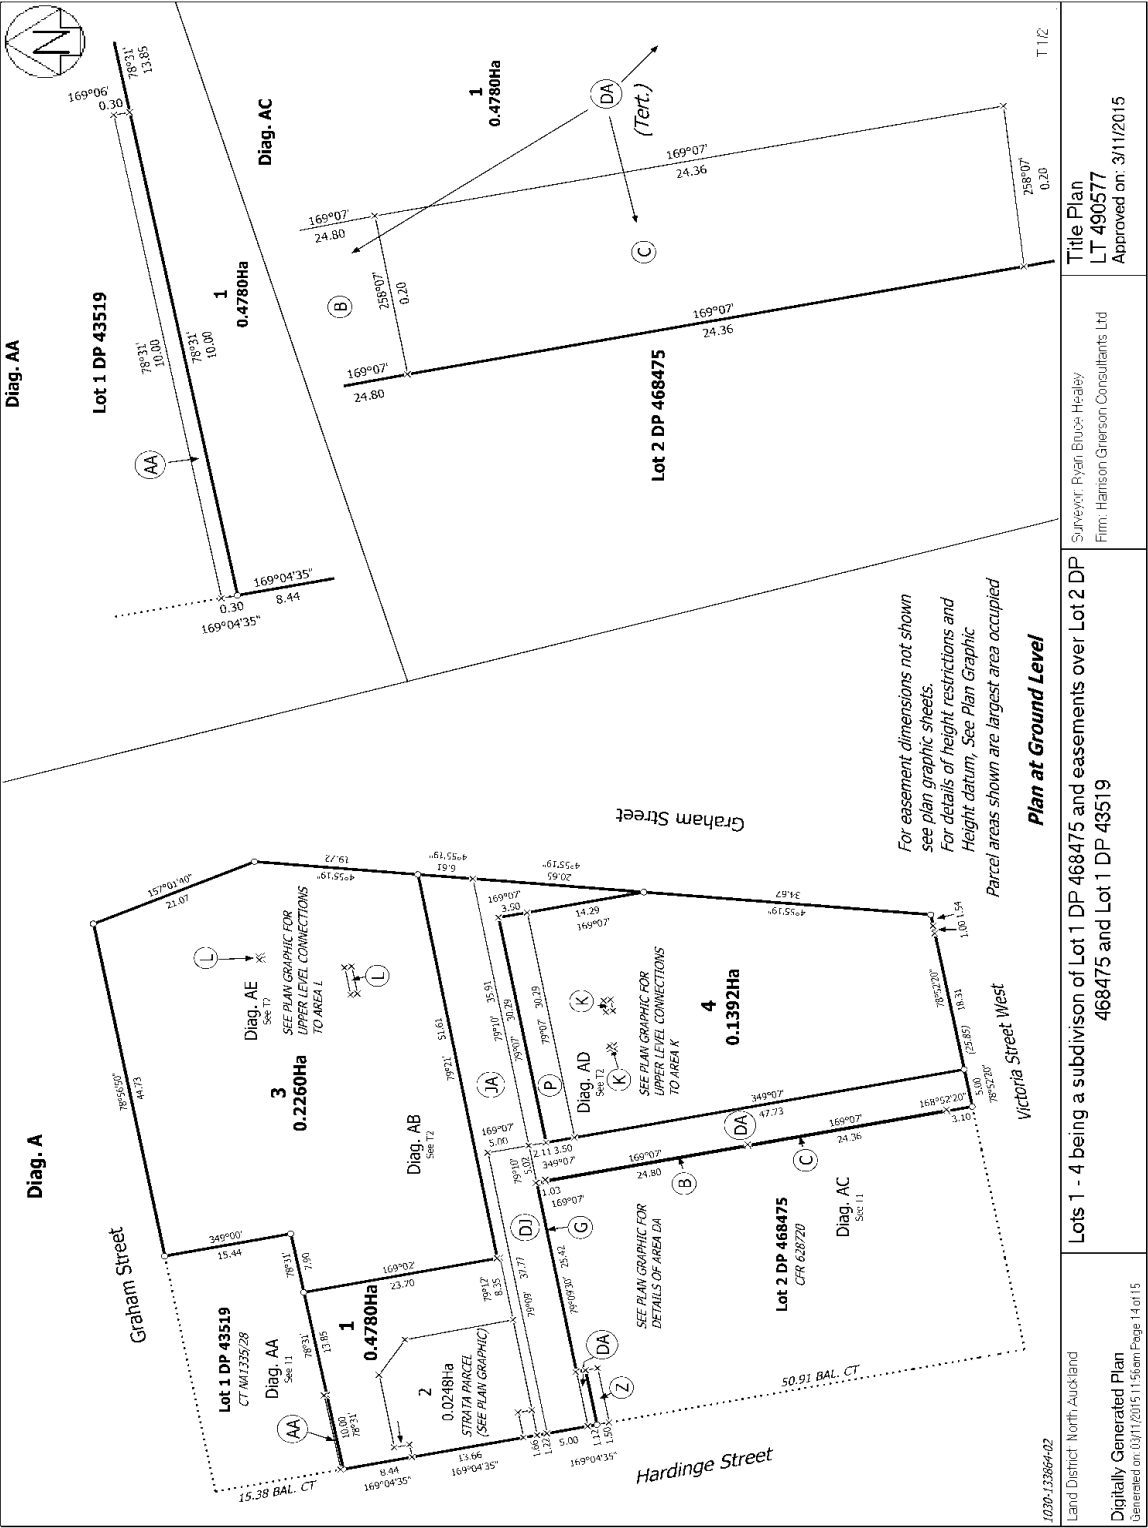 Diag. A
Graham Street
78°56'50"
44.73
157°01'40"
21.07
4°55'19"
19.72
4°55'19"
6.61
4°55'19"
20.65
4°55'19"
34.67
Graham Street
349°00'
15.44
78°31'
7.90
Lot 1 DP 43519
CT NA1335/28
Diag. AA
See T1
AA
10.00
78°31'
78°31'
13.85
15.38 BAL. CT
3
0.2260Ha
Diag. AE
See T2
SEE PLAN GRAPHIC FOR
UPPER LEVEL CONNECTIONS
TO AREA L
L
L
Diag. AB
See T2
169°02'
23.70
79°21'
51.61
1
0.4780Ha
2
0.0248Ha
STRATA PARCEL
(SEE PLAN GRAPHIC)
8.44
169°04'35"
13.66
169°04'35"
1.66
1.22
5.00
1.12
1.50
169°04'35"
Hardinge Street
79°12'
8.35
79°09'
37.77
79°10'
5.02
169°07'
5.00
79°10'
35.91
79°07'
30.29
79°07'
30.29
169°07'
3.50
14.29
169°07'
JA
P
DJ
G
2.11
3.50
349°07'
1.03
169°07'
79°09'30"
25.42
DA
Z
Diag. AD
See T2
K
K
SEE PLAN GRAPHIC FOR
UPPER LEVEL CONNECTIONS
TO AREA K
4
0.1392Ha
349°07'
47.73
169°07'
24.80
B
DA
C
169°07'
24.36
168°52'20"
3.10
5.00
78°52'20"
(25.85)
78°52'20"
18.31
1.00
1.54
Victoria Street West
SEE PLAN GRAPHIC FOR
DETAILS OF AREA DA
Lot 2 DP 468475
CFR 628720
Diag. AC
See T1
50.91 BAL. CT
For easement dimensions not shown
see plan graphic sheets.
For details of height restrictions and
Height datum, See Plan Graphic
Parcel areas shown are largest area occupied
Plan at Ground Level
1030-133864-02
Diag. AA
Lot 1 DP 43519
AA
78°31'
10.00
78°31'
10.00
169°06'
0.30
78°31'
13.85
1
0.4780Ha
0.30
169°04'35"
169°04'35"
8.44
N
Diag. AC
1
0.4780Ha
DA
(Tert.)
169°07'
24.80
B
258°07'
0.20
169°07'
24.80
C
169°07'
24.36
169°07'
24.36
258°07'
0.20
Lot 2 DP 468475
T 1/2
Land District: North Auckland
Digitally Generated Plan
Generated on: 03/11/2015 11:56am Page 14 of 15
Lots 1 - 4 being a subdivison of Lot 1 DP 468475 and easements over Lot 2 DP
468475 and Lot 1 DP 43519
Surveyor: Ryan Bruce Healey
Firm: Harrison Grierson Consultants Ltd
Title Plan
LT 490577
Approved on: 3/11/2015